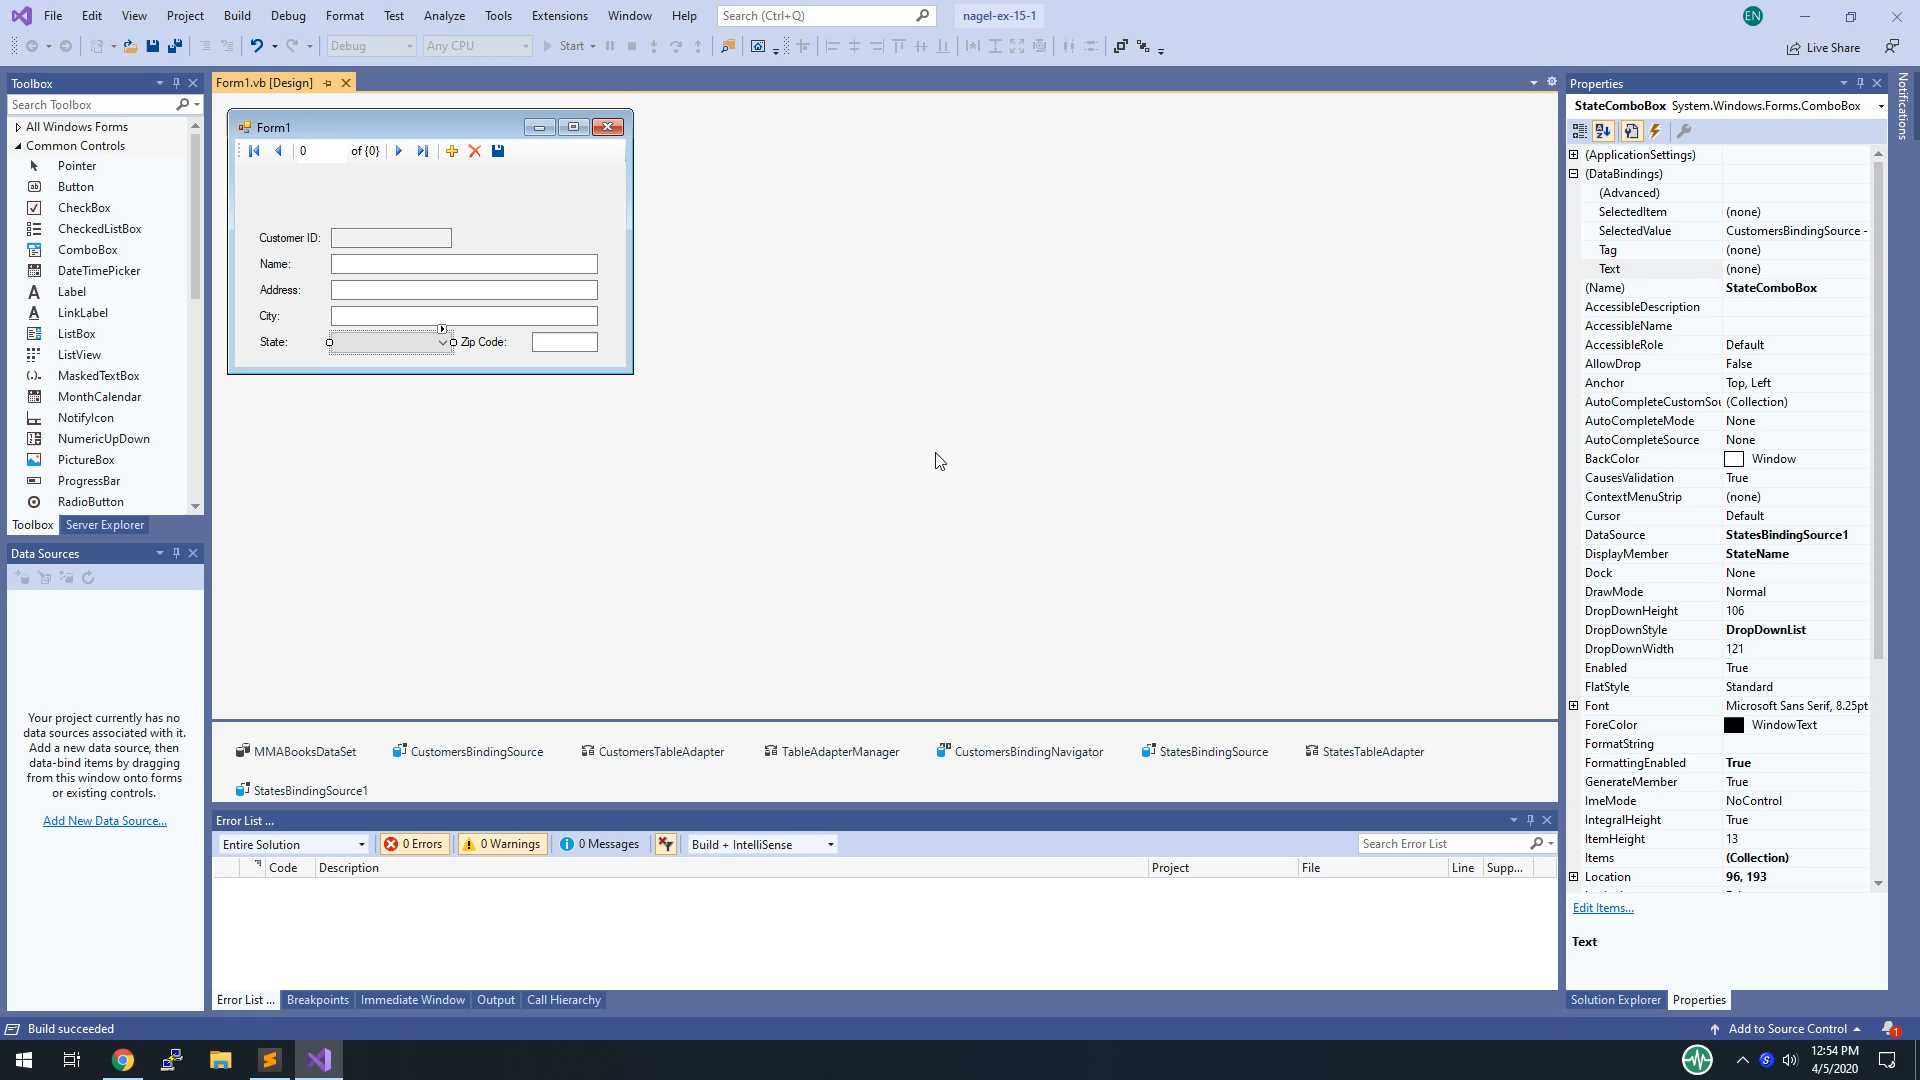 File Edit View Project Build Debug Format Test Analyze Tools Extensions Window Help Search (Ctrl+Q) nagel-ex-15-1 EN
Debug Any CPU Start Live Share
Toolbox
Search Toolbox
All Windows Forms
Common Controls
Pointer
Button
CheckBox
CheckedListBox
ComboBox
DateTimePicker
Label
LinkLabel
ListBox
ListView
MaskedTextBox
MonthCalendar
NotifyIcon
NumericUpDown
PictureBox
ProgressBar
RadioButton
Toolbox Server Explorer
Data Sources
Your project currently has no
data sources associated with it.
Add a new data source, then
data-bind items by dragging
from this window onto forms
or existing controls.
Add New Data Source...
Form1.vb [Design]
Form1
0 of {0}
Customer ID:
Name:
Address:
City:
State: Zip Code:
MMABooksDataSet CustomersBindingSource CustomersTableAdapter TableAdapterManager CustomersBindingNavigator StatesBindingSource StatesTableAdapter
StatesBindingSource1
Error List ...
Entire Solution 0 Errors 0 Warnings 0 Messages Build + IntelliSense Search Error List
Code Description Project File Line Supp...
Error List ... Breakpoints Immediate Window Output Call Hierarchy
Properties
StateComboBox System.Windows.Forms.ComboBox
(ApplicationSettings)
(DataBindings)
(Advanced)
SelectedItem (none)
SelectedValue CustomersBindingSource -
Tag (none)
Text (none)
(Name) StateComboBox
AccessibleDescription
AccessibleName
AccessibleRole Default
AllowDrop False
Anchor Top, Left
AutoCompleteCustomSou (Collection)
AutoCompleteMode None
AutoCompleteSource None
BackColor Window
CausesValidation True
ContextMenuStrip (none)
Cursor Default
DataSource StatesBindingSource1
DisplayMember StateName
Dock None
DrawMode Normal
DropDownHeight 106
DropDownStyle DropDownList
DropDownWidth 121
Enabled True
FlatStyle Standard
Font Microsoft Sans Serif, 8.25pt
ForeColor WindowText
FormatString
FormattingEnabled True
GenerateMember True
ImeMode NoControl
IntegralHeight True
ItemHeight 13
Items (Collection)
Location 96, 193
Edit Items...
Text
Solution Explorer Properties
Notifications
Build succeeded Add to Source Control 1
12:54 PM
4/5/2020